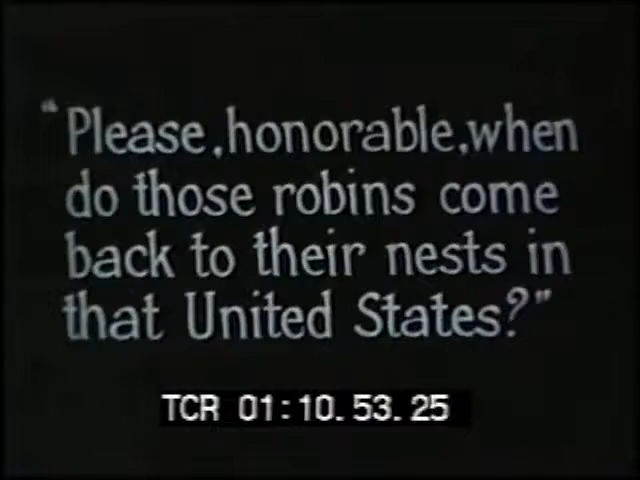 "Please, honorable, when
do those robins come
back to their nests in
that United States?"
TCR 01:10.53.25